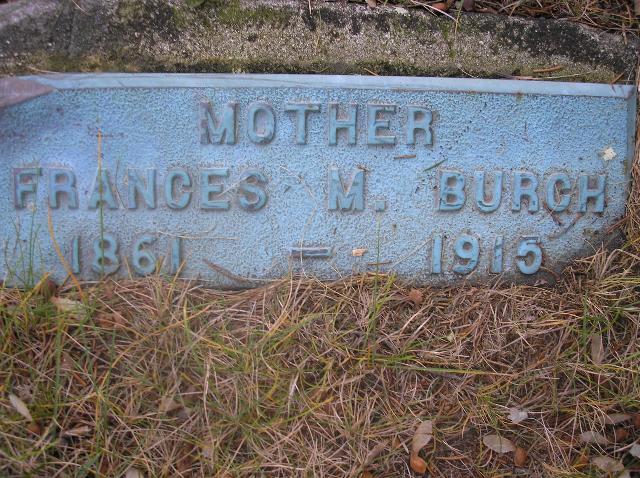 MOTHER
FRANCES M. BURCH
1861 - 1915